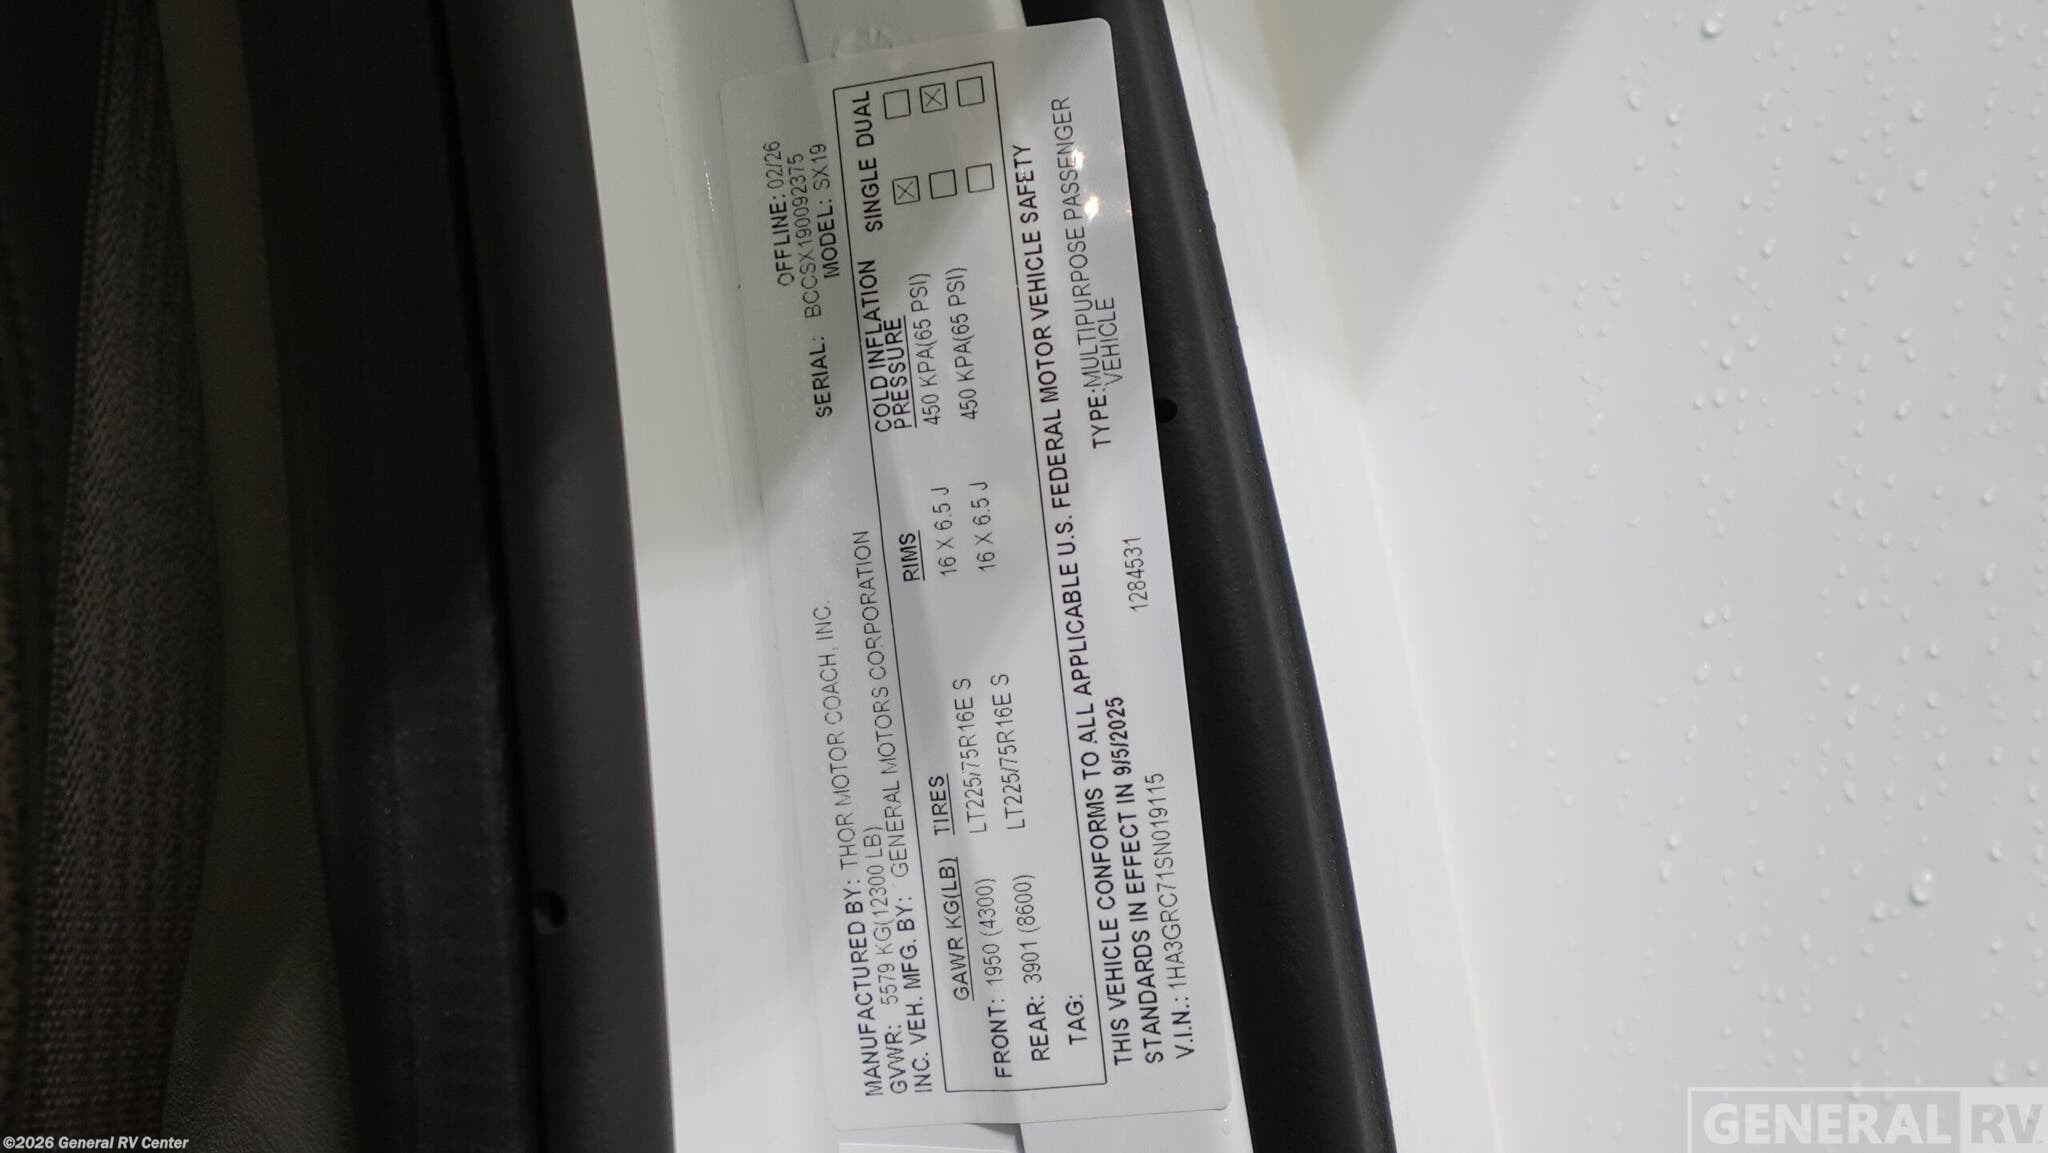 OFFLINE: 02/26
SERIAL: BCCSX190092375
MODEL: SX19
MANUFACTURED BY: THOR MOTOR COACH, INC.
GVWR: 5579 KG(12300 LB)
INC. VEH. MFG. BY: GENERAL MOTORS CORPORATION
GAWR KG(LB) TIRES RIMS COLD INFLATION PRESSURE SINGLE DUAL
FRONT: 1950 (4300) LT225/75R16E S 16 X 6.5 J 450 KPA(65 PSI)
REAR: 3901 (8600) LT225/75R16E S 16 X 6.5 J 450 KPA(65 PSI)
TAG:
THIS VEHICLE CONFORMS TO ALL APPLICABLE U.S. FEDERAL MOTOR VEHICLE SAFETY
STANDARDS IN EFFECT IN 9/5/2025 1284531 TYPE:MULTIPURPOSE PASSENGER
VEHICLE
V.I.N.: 1HA3GRC71SN019115
©2026 General RV Center
GENERAL RV